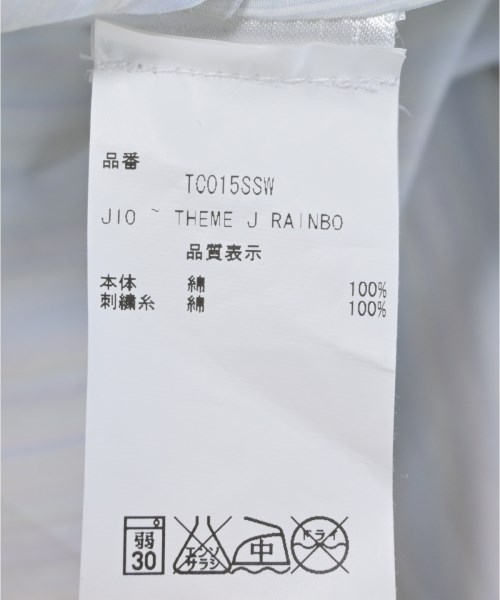 品番
TC015SSW
J10 ~ THEME J RAINBO
品質表示
本体 綿 100%
刺繍糸 綿 100%
弱 30
エンソ サラシ
中
ドライ